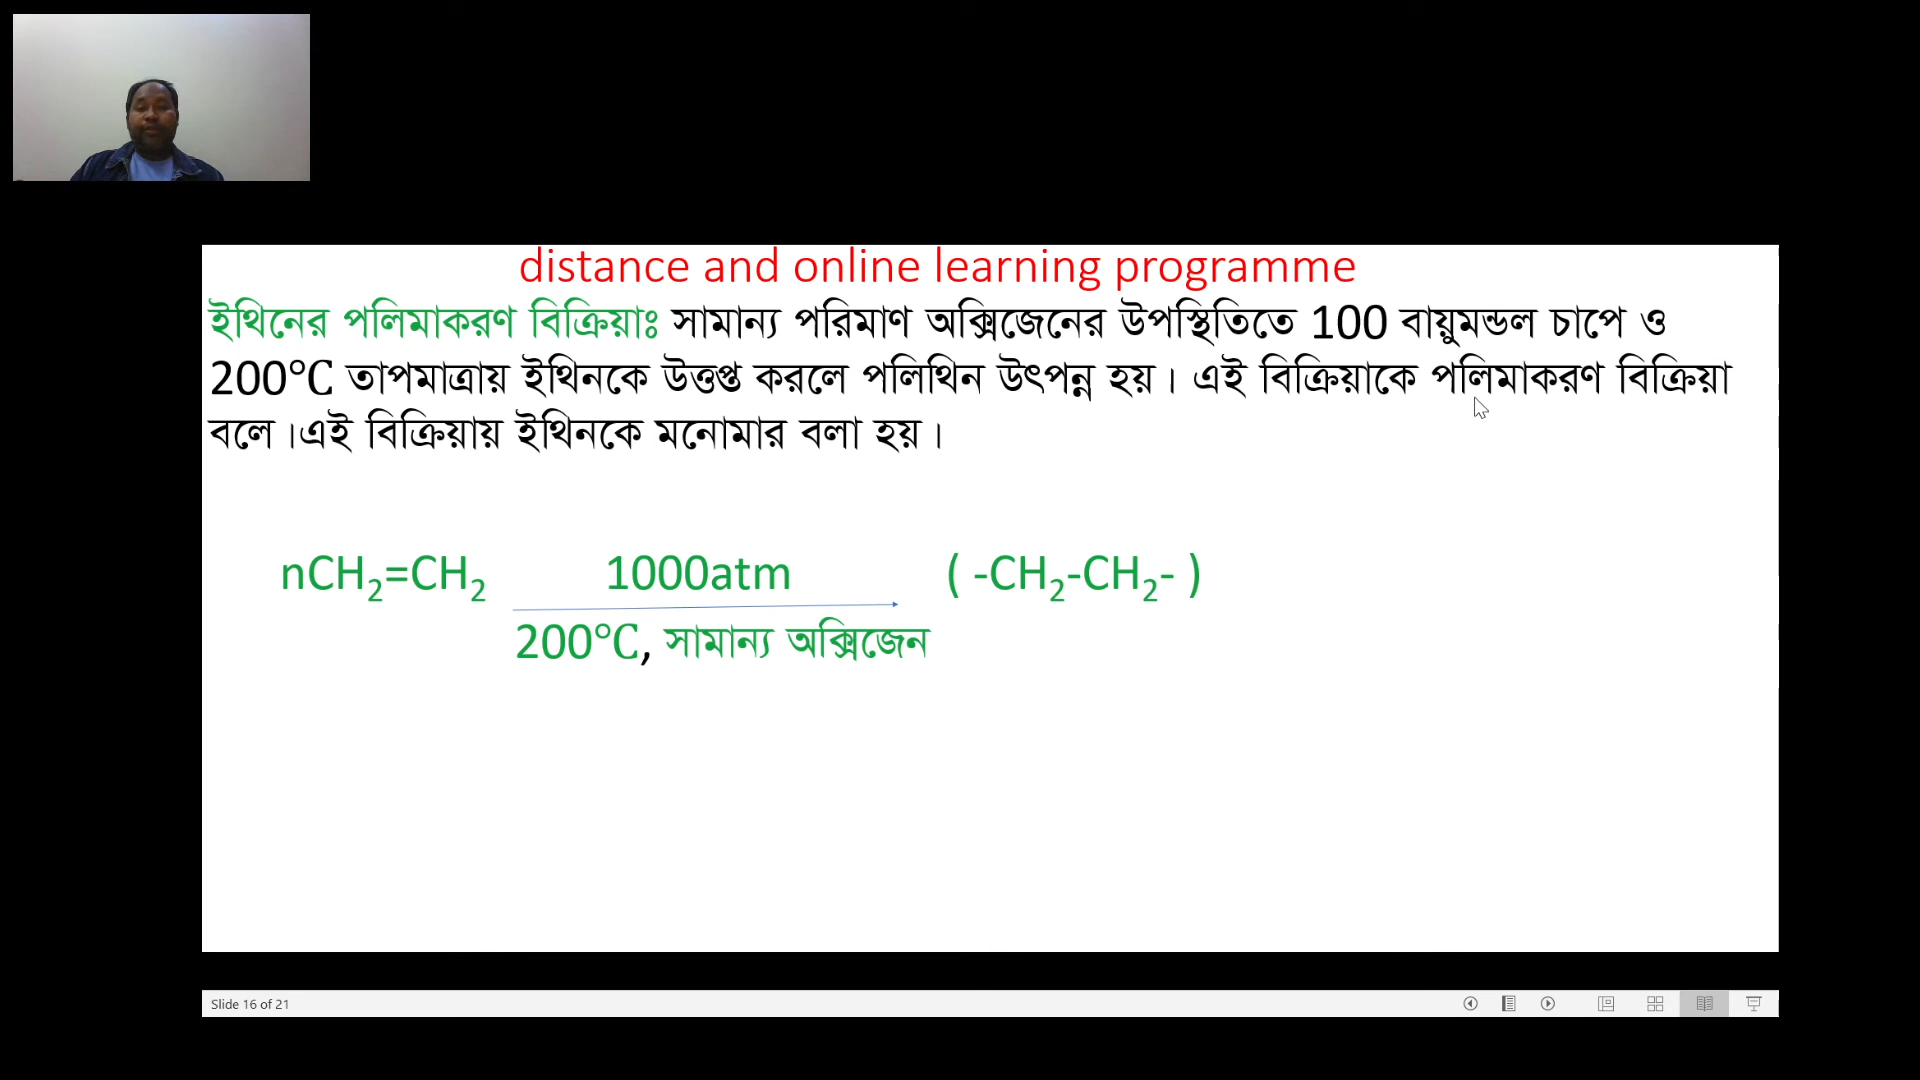 distance and online learning programme
ইথিনের পলিমাকরণ বিক্রিয়াঃ সামান্য পরিমাণ অক্সিজেনের উপস্থিতিতে 100 বায়ুমন্ডল চাপে ও
200℃ তাপমাত্রায় ইথিনকে উত্তপ্ত করলে পলিথিন উৎপন্ন হয়। এই বিক্রিয়াকে পলিমাকরণ বিক্রিয়া
বলে।এই বিক্রিয়ায় ইথিনকে মনোমার বলা হয়।
nCH₂=CH₂ 1000atm ( -CH₂-CH₂- )
200℃, সামান্য অক্সিজেন
Slide 16 of 21